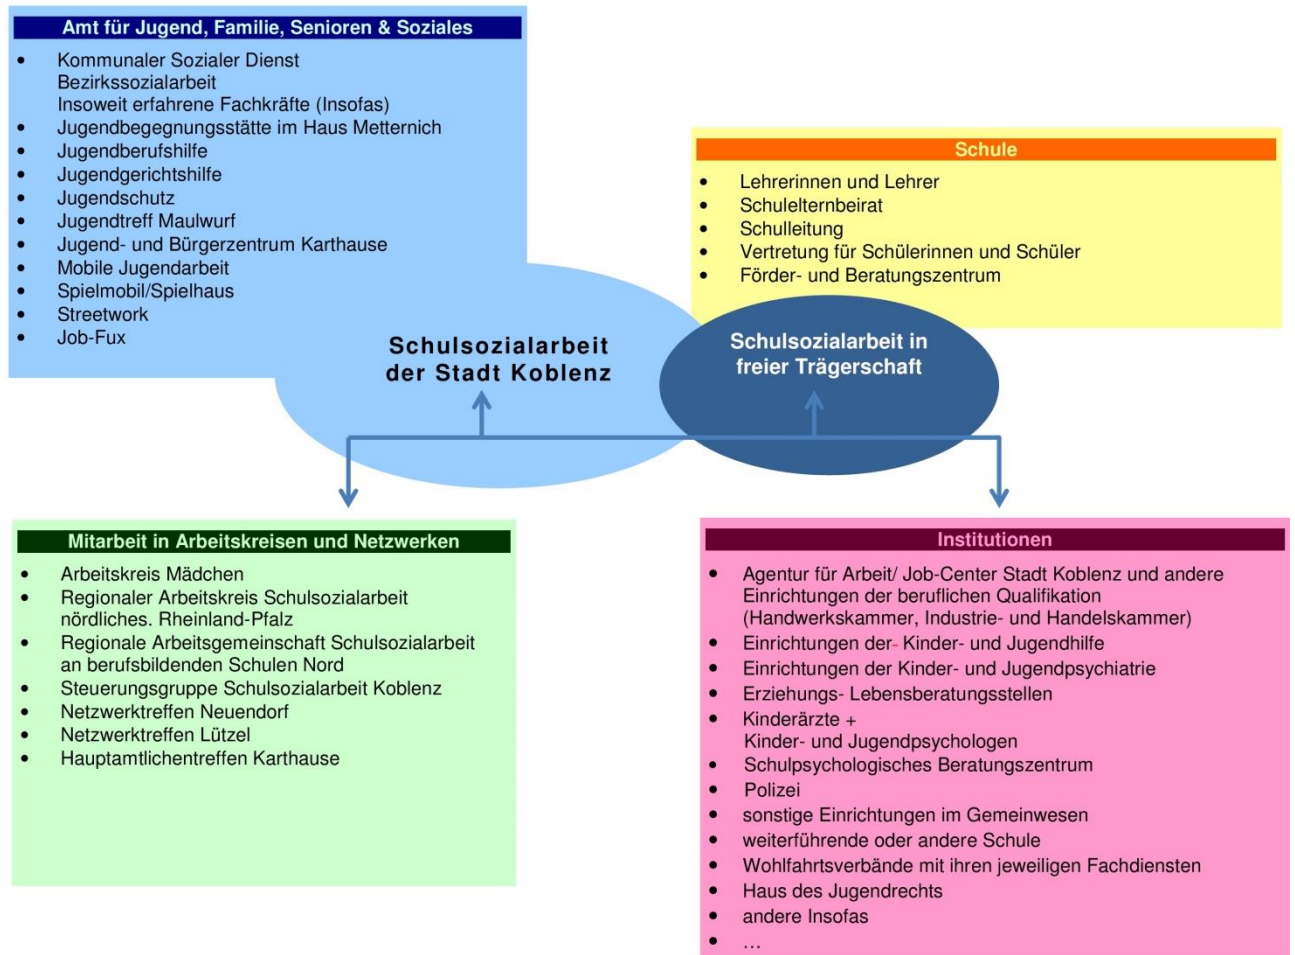 Amt für Jugend, Familie, Senioren & Soziales
• Kommunaler Sozialer Dienst
Bezirkssozialarbeit
Insoweit erfahrene Fachkräfte (Insofas)
• Jugendbegegnungsstätte im Haus Metternich
• Jugendberufshilfe
• Jugendgerichtshilfe
• Jugendschutz
• Jugendtreff Maulwurf
• Jugend- und Bürgerzentrum Karthause
• Mobile Jugendarbeit
• Spielmobil/Spielhaus
• Streetwork
• Job-Fux
Schule
• Lehrerinnen und Lehrer
• Schulelternbeirat
• Schulleitung
• Vertretung für Schülerinnen und Schüler
• Förder- und Beratungszentrum
Schulsozialarbeit
der Stadt Koblenz
Schulsozialarbeit in
freier Trägerschaft
Mitarbeit in Arbeitskreisen und Netzwerken
• Arbeitskreis Mädchen
• Regionaler Arbeitskreis Schulsozialarbeit
nördliches. Rheinland-Pfalz
• Regionale Arbeitsgemeinschaft Schulsozialarbeit
an berufsbildenden Schulen Nord
• Steuerungsgruppe Schulsozialarbeit Koblenz
• Netzwerktreffen Neuendorf
• Netzwerktreffen Lützel
• Hauptamtlichentreffen Karthause
Institutionen
• Agentur für Arbeit/ Job-Center Stadt Koblenz und andere
Einrichtungen der beruflichen Qualifikation
(Handwerkskammer, Industrie- und Handelskammer)
• Einrichtungen der- Kinder- und Jugendhilfe
• Einrichtungen der Kinder- und Jugendpsychiatrie
• Erziehungs- Lebensberatungsstellen
• Kinderärzte +
Kinder- und Jugendpsychologen
• Schulpsychologisches Beratungszentrum
• Polizei
• sonstige Einrichtungen im Gemeinwesen
• weiterführende oder andere Schule
• Wohlfahrtsverbände mit ihren jeweiligen Fachdiensten
• Haus des Jugendrechts
• andere Insofas
• …